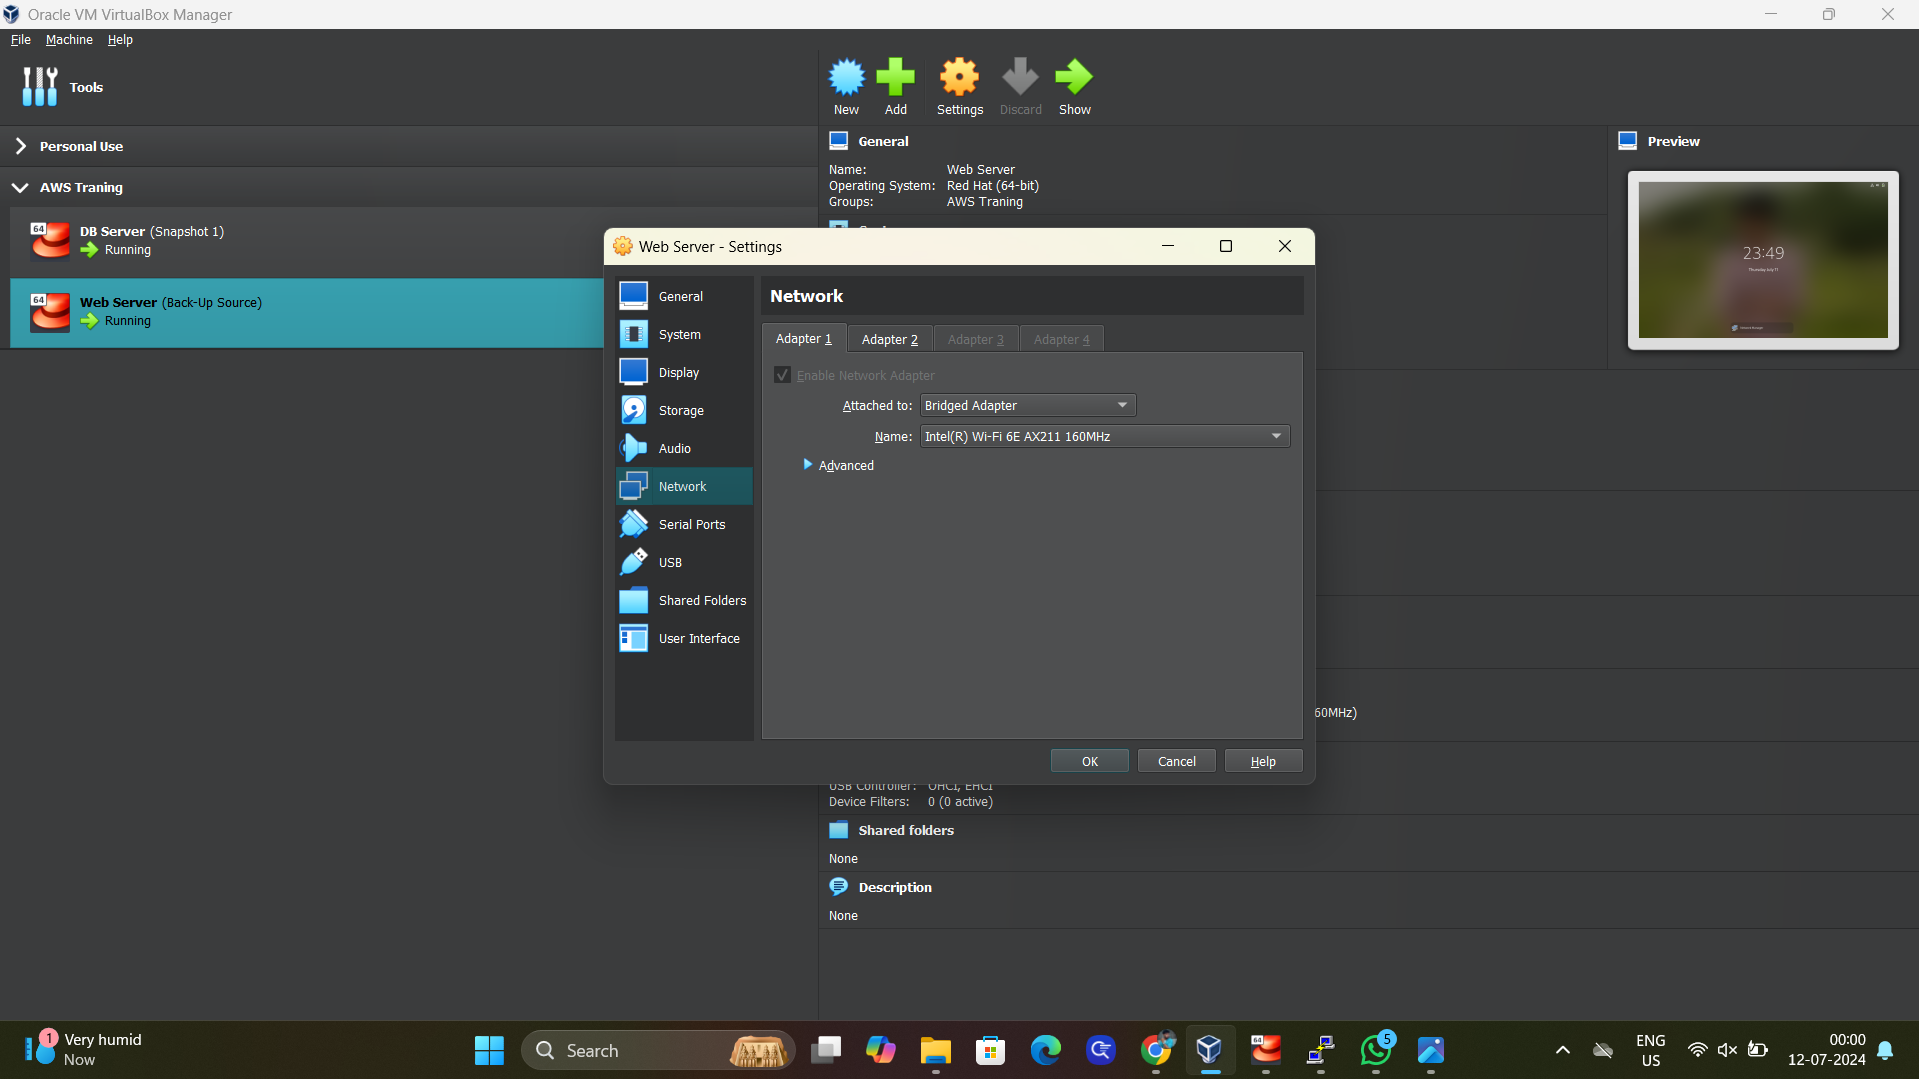 Oracle VM VirtualBox Manager
File Machine Help
Tools
New Add Settings Discard Show
Personal Use
AWS Traning
64 DB Server (Snapshot 1)
Running
64 Web Server (Back-Up Source)
Running
General
Name: Web Server
Operating System: Red Hat (64-bit)
Groups: AWS Traning
Preview
23:49
Thursday July 11
Web Server - Settings
General
System
Display
Storage
Audio
Network
Serial Ports
USB
Shared Folders
User Interface
Network
Adapter 1 Adapter 2 Adapter 3 Adapter 4
Enable Network Adapter
Attached to: Bridged Adapter
Name: Intel(R) Wi-Fi 6E AX211 160MHz
Advanced
OK Cancel Help
60MHz)
USB Controller: OHCI, EHCI
Device Filters: 0 (0 active)
Shared folders
None
Description
None
1 Very humid
Now
Search
64
5
ENG
US
00:00
12-07-2024